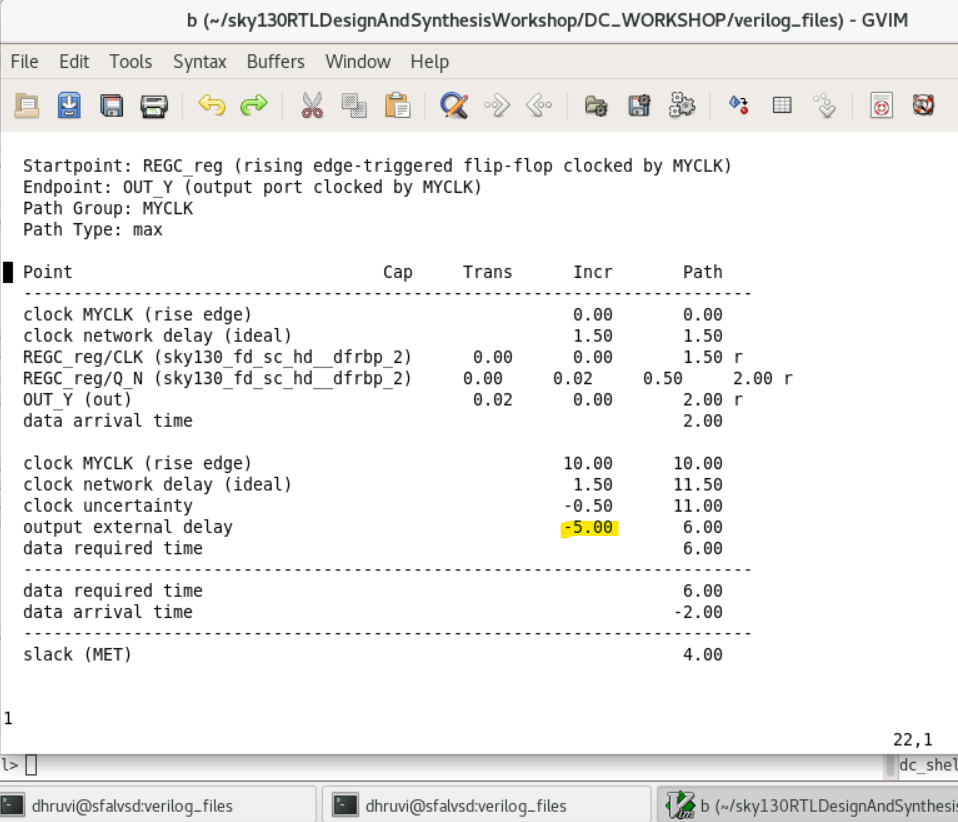 b (~/sky130RTLDesignAndSynthesisWorkshop/DC_WORKSHOP/verilog_files) - GVIM
File Edit Tools Syntax Buffers Window Help
Startpoint: REGC_reg (rising edge-triggered flip-flop clocked by MYCLK)
Endpoint: OUT_Y (output port clocked by MYCLK)
Path Group: MYCLK
Path Type: max
Point Cap Trans Incr Path
---------------------------------------------------------------------------
clock MYCLK (rise edge) 0.00 0.00
clock network delay (ideal) 1.50 1.50
REGC_reg/CLK (sky130_fd_sc_hd__dfrbp_2) 0.00 0.00 1.50 r
REGC_reg/Q_N (sky130_fd_sc_hd__dfrbp_2) 0.00 0.02 0.50 2.00 r
OUT_Y (out) 0.02 0.00 2.00 r
data arrival time 2.00
clock MYCLK (rise edge) 10.00 10.00
clock network delay (ideal) 1.50 11.50
clock uncertainty -0.50 11.00
output external delay -5.00 6.00
data required time 6.00
---------------------------------------------------------------------------
data required time 6.00
data arrival time -2.00
---------------------------------------------------------------------------
slack (MET) 4.00
1
22,1
l> dc_shel
dhruvi@sfalvsd:verilog_files dhruvi@sfalvsd:verilog_files b (~/sky130RTLDesignAndSynthesis